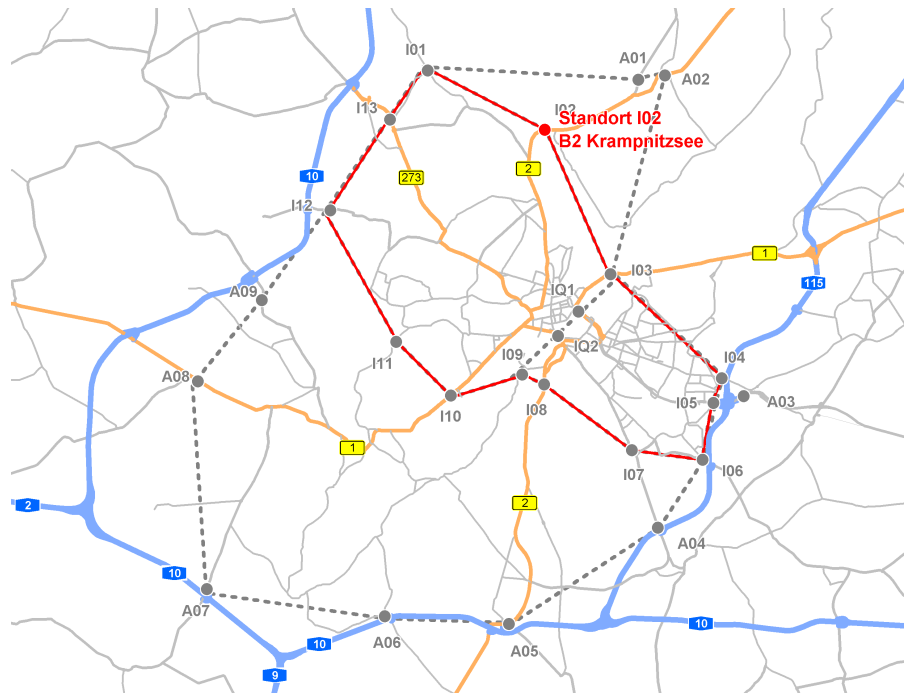 I01
A01
A02
I13
I02
Standort I02
B2 Krampnitzsee
10
273
2
I12
1
I03
115
A09
IQ1
IQ2
I11
I09
I04
A08
I08
I05
A03
I10
1
I07
I06
2
2
A04
10
A07
10
10
A06
A05
9